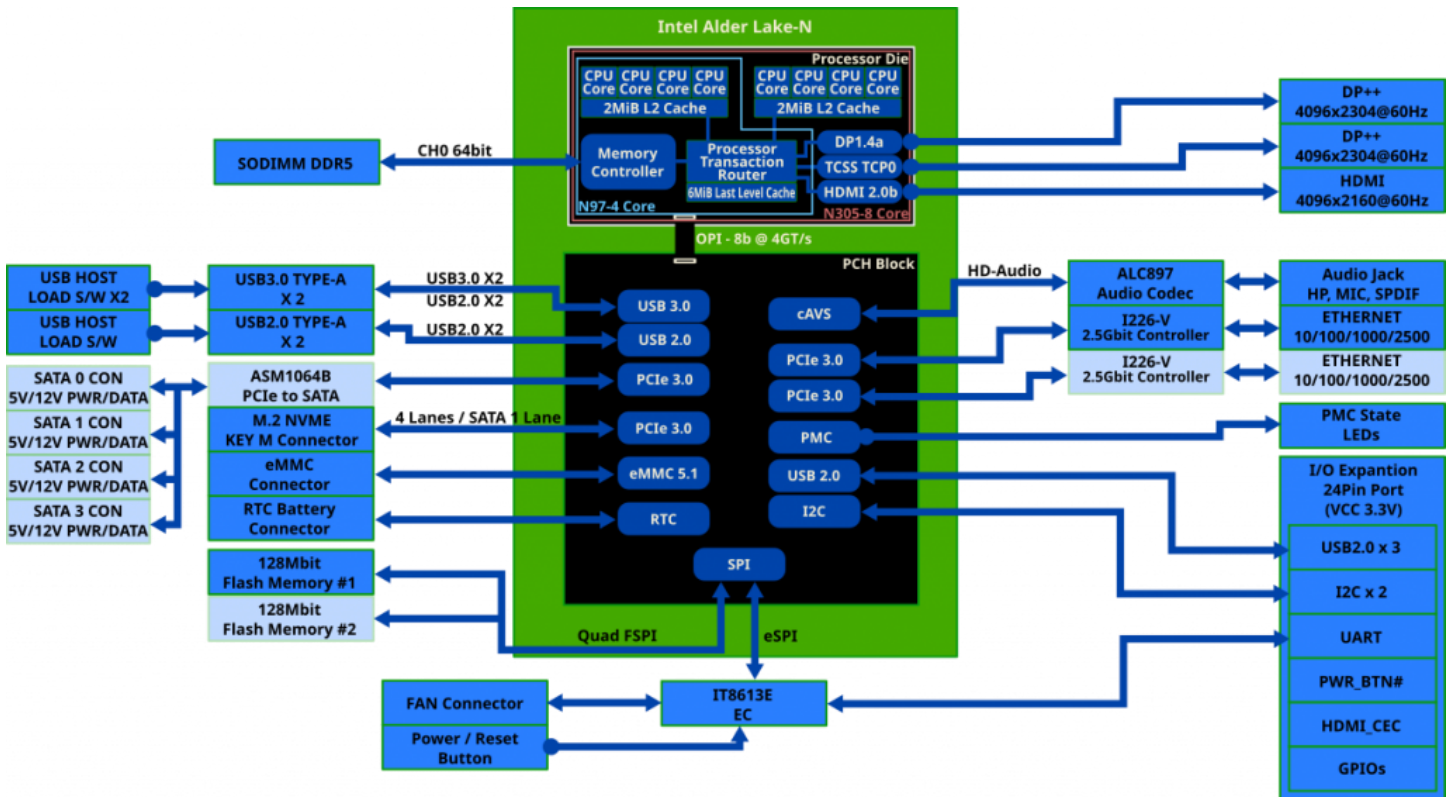 Intel Alder Lake-N
Processor Die
CPU Core
CPU Core
CPU Core
CPU Core
2MiB L2 Cache
CPU Core
CPU Core
CPU Core
CPU Core
2MiB L2 Cache
Memory
Controller
Processor
Transaction
Router
6MiB Last Level Cache
DP1.4a
TCSS TCP0
HDMI 2.0b
N97-4 Core
N305-8 Core
SODIMM DDR5
CH0 64bit
DP++
4096x2304@60Hz
DP++
4096x2304@60Hz
HDMI
4096x2160@60Hz
OPI - 8b @ 4GT/s
PCH Block
USB HOST
LOAD S/W X2
USB HOST
LOAD S/W
USB3.0 TYPE-A
X 2
USB2.0 TYPE-A
X 2
USB3.0 X2
USB2.0 X2
USB2.0 X2
USB 3.0
USB 2.0
PCIe 3.0
PCIe 3.0
eMMC 5.1
RTC
SPI
cAVS
PCIe 3.0
PCIe 3.0
PMC
USB 2.0
I2C
SATA 0 CON
5V/12V PWR/DATA
SATA 1 CON
5V/12V PWR/DATA
SATA 2 CON
5V/12V PWR/DATA
SATA 3 CON
5V/12V PWR/DATA
ASM1064B
PCIe to SATA
M.2 NVME
KEY M Connector
4 Lanes / SATA 1 Lane
eMMC
Connector
RTC Battery
Connector
128Mbit
Flash Memory #1
128Mbit
Flash Memory #2
Quad FSPI
eSPI
HD-Audio
ALC897
Audio Codec
I226-V
2.5Gbit Controller
I226-V
2.5Gbit Controller
Audio Jack
HP, MIC, SPDIF
ETHERNET
10/100/1000/2500
ETHERNET
10/100/1000/2500
PMC State
LEDs
I/O Expantion
24Pin Port
(VCC 3.3V)
USB2.0 x 3
I2C x 2
UART
PWR_BTN#
HDMI_CEC
GPIOs
FAN Connector
Power / Reset
Button
IT8613E
EC